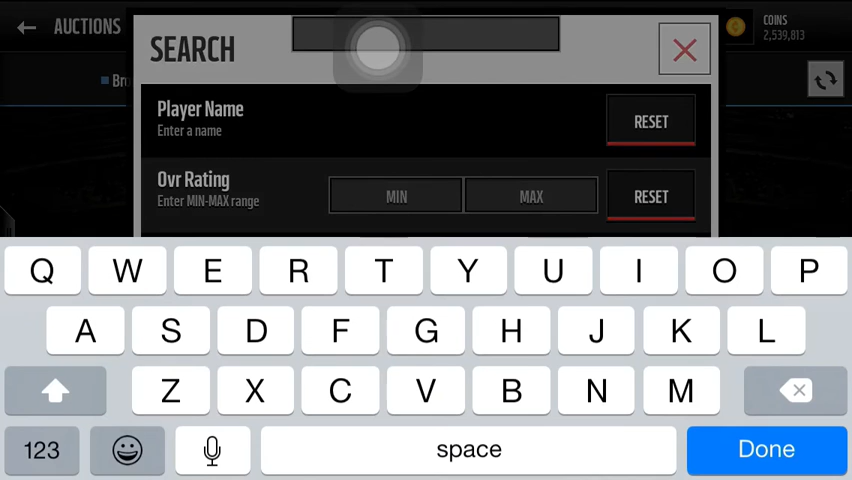 AUCTIONS
SEARCH
COINS
2,539,813
Player Name
Enter a name
RESET
Ovr Rating
Enter MIN-MAX range
MIN
MAX
RESET
Q W E R T Y U I O P
A S D F G H J K L
Z X C V B N M
123
space
Done